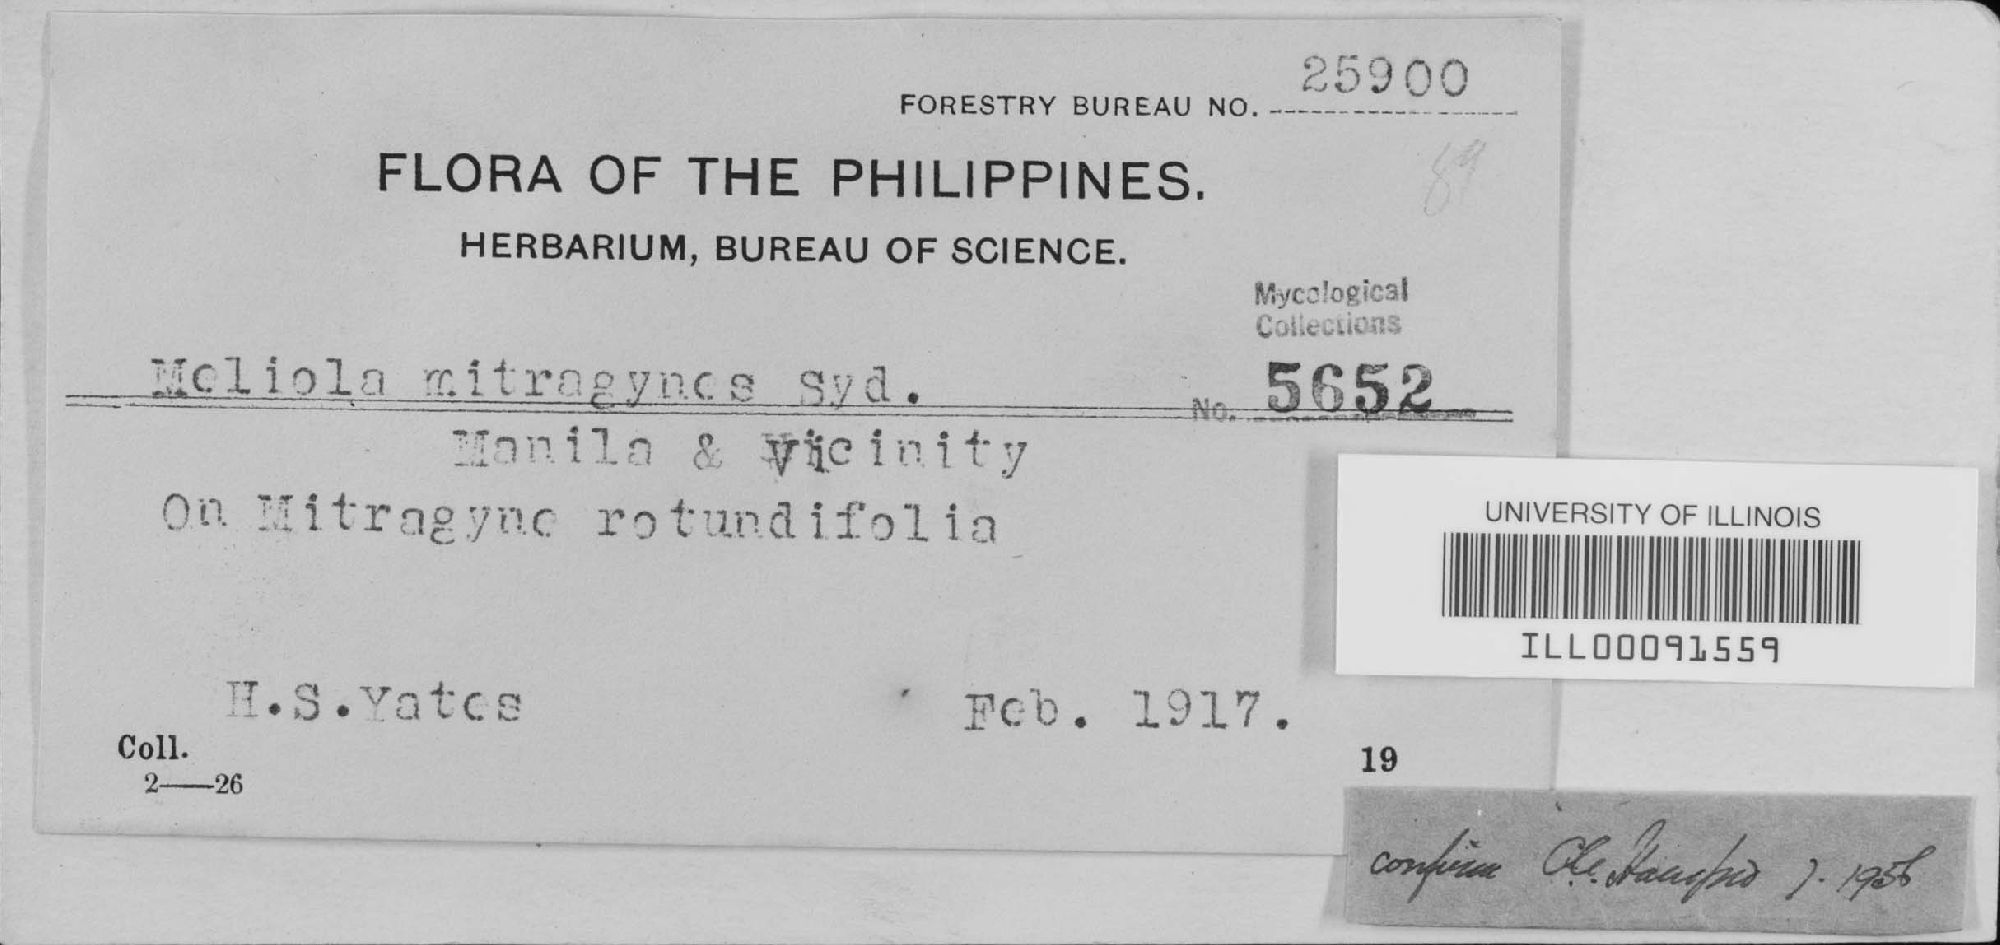 25900
FORESTRY BUREAU NO.
FLORA OF THE PHILIPPINES.
HERBARIUM, BUREAU OF SCIENCE.
Mycological
Collections
Meliola mitragynes Syd.
No. 5652
Manila & Vicinity
On Mitragyne rotundifolia
UNIVERSITY OF ILLINOIS
ILL00091559
H.S.Yates Feb. 1917.
Coll. 19
2—26
confirm